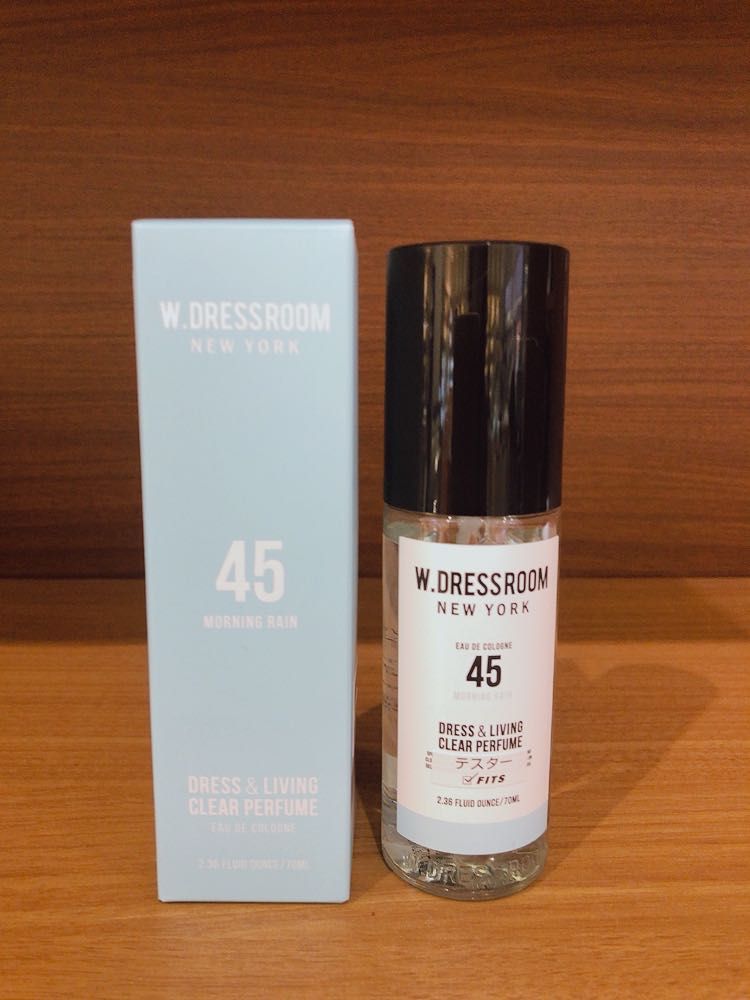 W.DRESSROOM
NEW YORK
45
MORNING RAIN
DRESS & LIVING
CLEAR PERFUME
EAU DE COLOGNE
2.36 FLUID OUNCE/70ML
W.DRESSROOM
NEW YORK
EAU DE COLOGNE
45
MORNING RAIN
DRESS & LIVING
CLEAR PERFUME
テスター
FITS
2.36 FLUID OUNCE/70ML